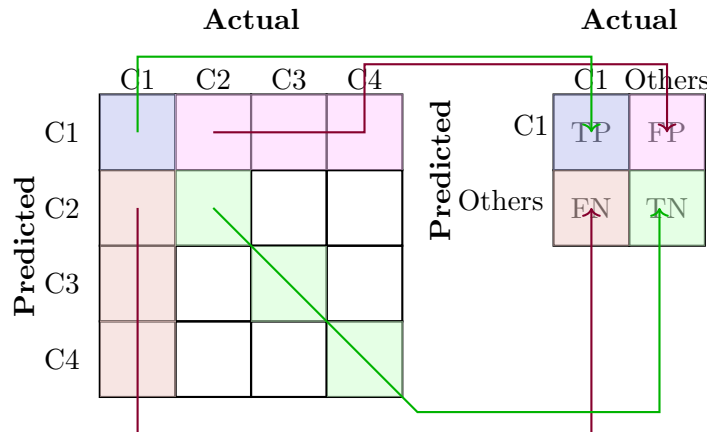 Actual
Actual
C1 C2 C3 C4
C1 Others
C1
C2
C3
C4
Predicted
Predicted
C1
Others
TP FP
FN TN